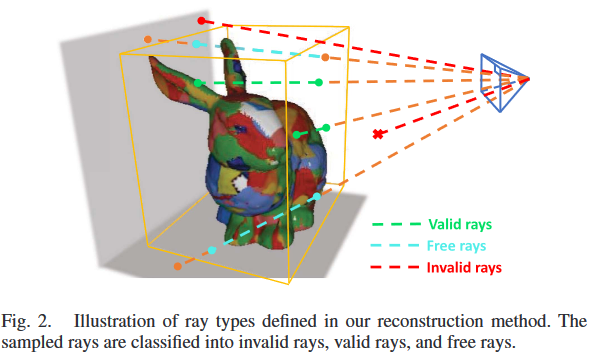 Valid rays
Free rays
Invalid rays
Fig. 2. Illustration of ray types defined in our reconstruction method. The
sampled rays are classified into invalid rays, valid rays, and free rays.